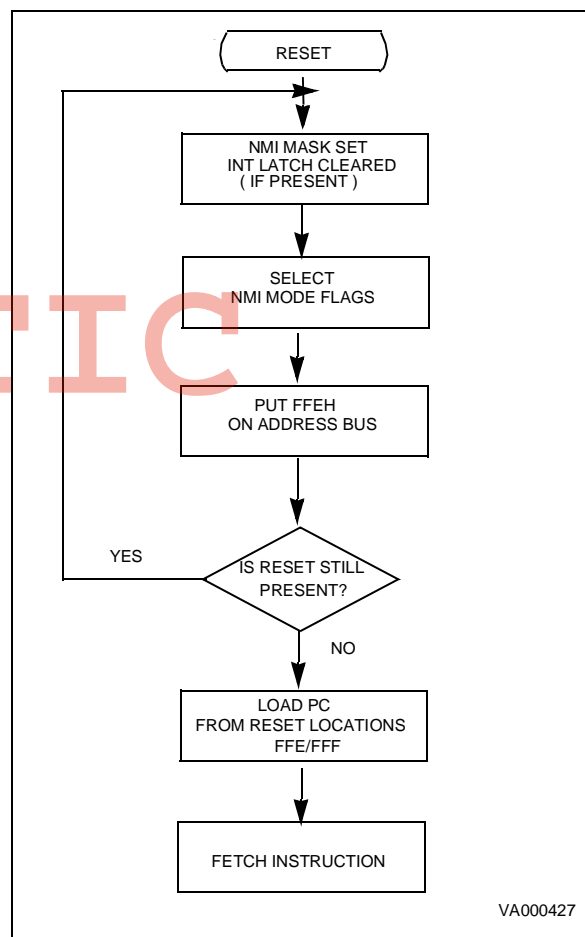 RESET
NMI MASK SET
INT LATCH CLEARED
( IF PRESENT )
SELECT
NMI MODE FLAGS
TIC
PUT FFEH
ON ADDRESS BUS
YES
IS RESET STILL
PRESENT?
NO
LOAD PC
FROM RESET LOCATIONS
FFE/FFF
FETCH INSTRUCTION
VA000427